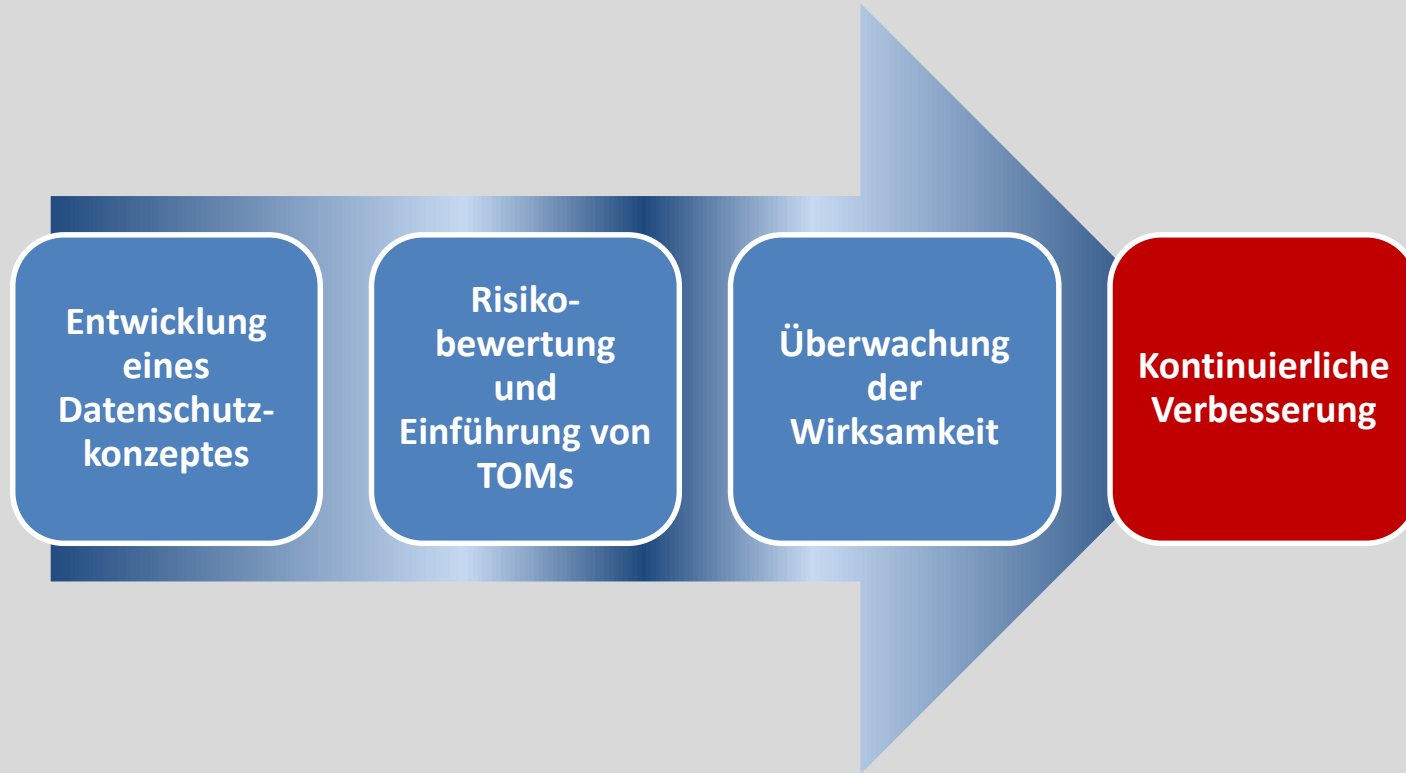 Entwicklung
eines
Datenschutz-
konzeptes
Risiko-
bewertung
und
Einführung von
TOMs
Überwachung
der
Wirksamkeit
Kontinuierliche
Verbesserung